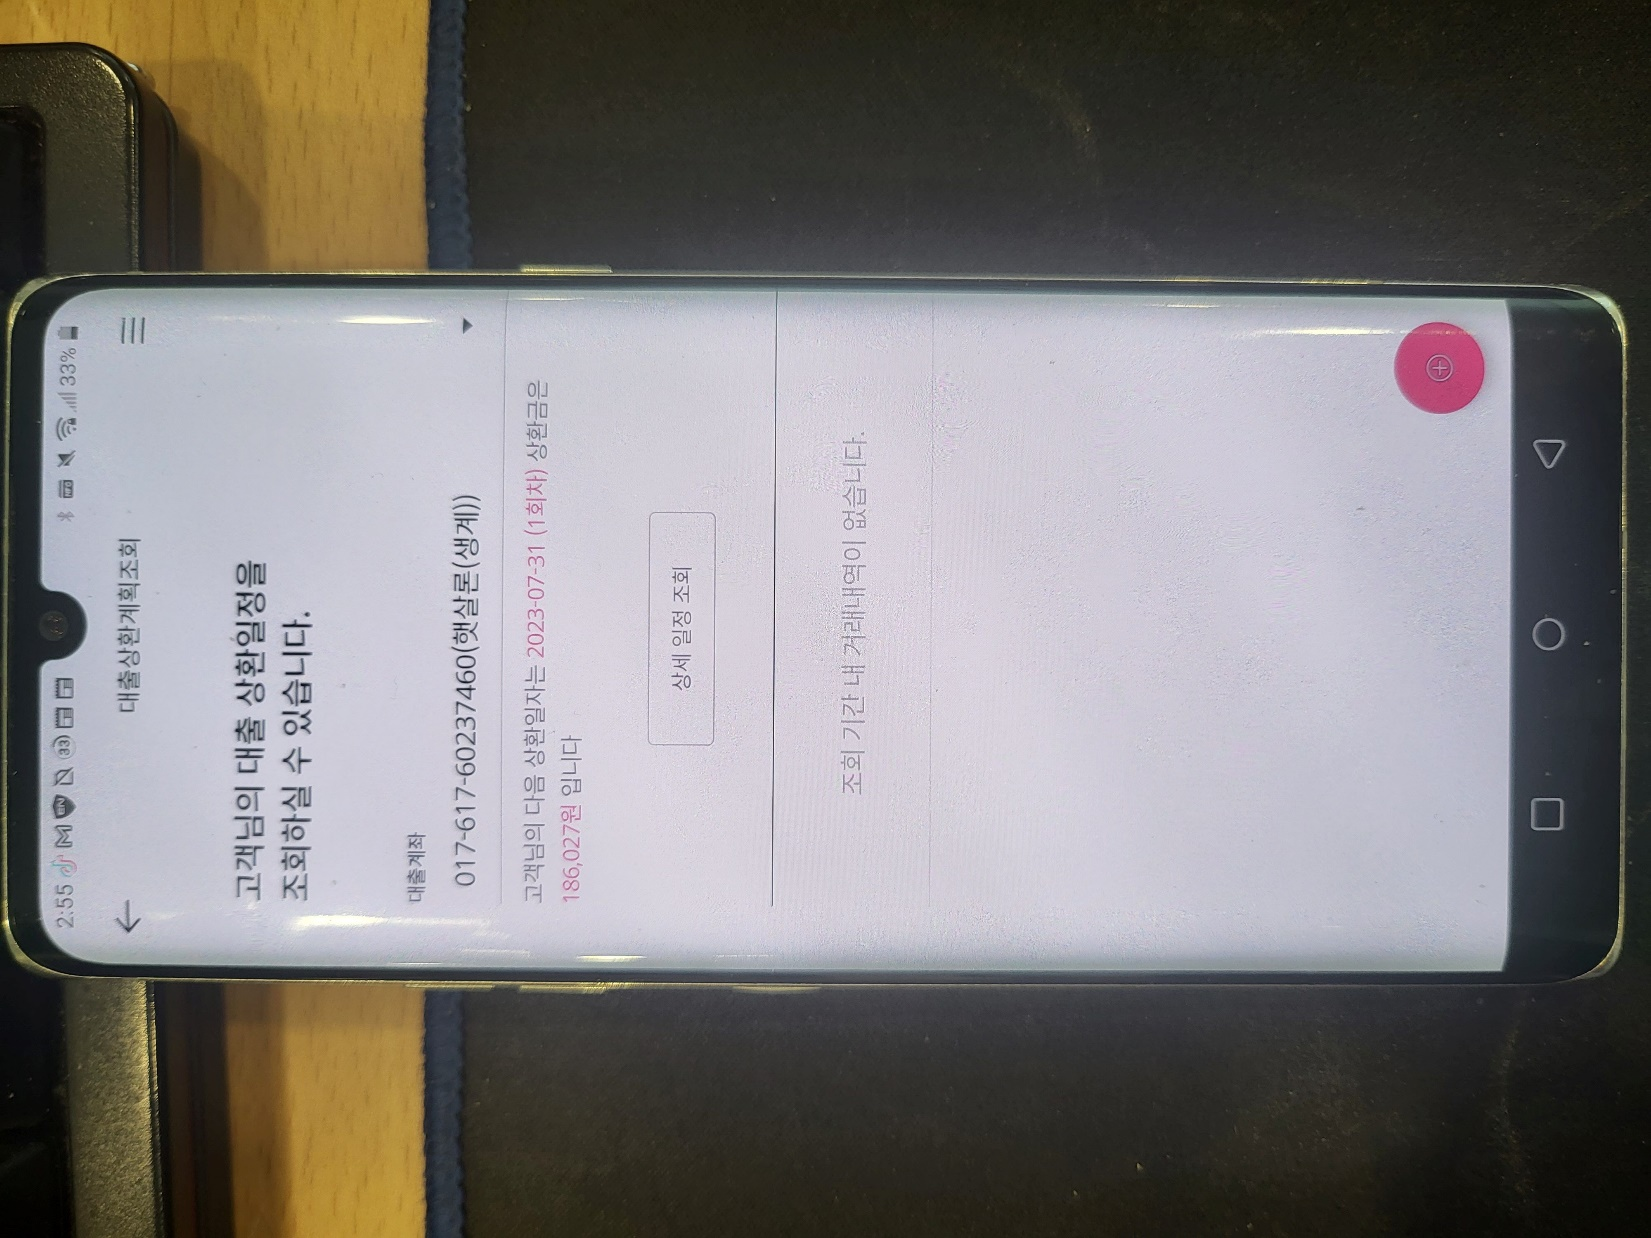 2:55 33 33%
대출상환계획조회
고객님의 대출 상환일정을
조회하실 수 있습니다.
대출계좌
017-617-60237460(햇살론(생계))
고객님의 다음 상환일자는 2023-07-31 (1회차) 상환금은
186,027원 입니다
상세 일정 조회
조회 기간 내 거래내역이 없습니다.